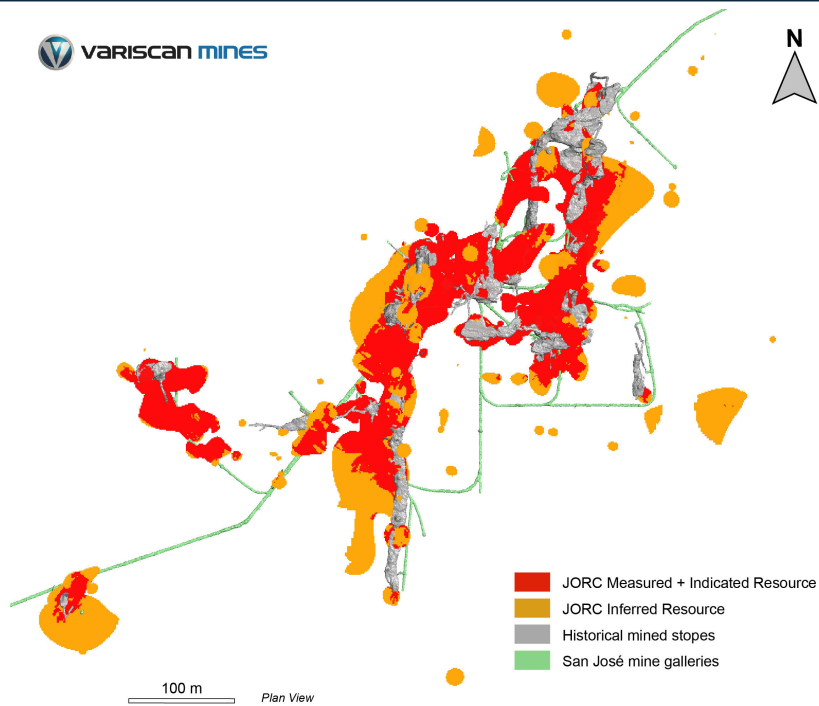 VARISCAN MINES
N
JORC Measured + Indicated Resource
JORC Inferred Resource
Historical mined stopes
San José mine galleries
100 m
Plan View